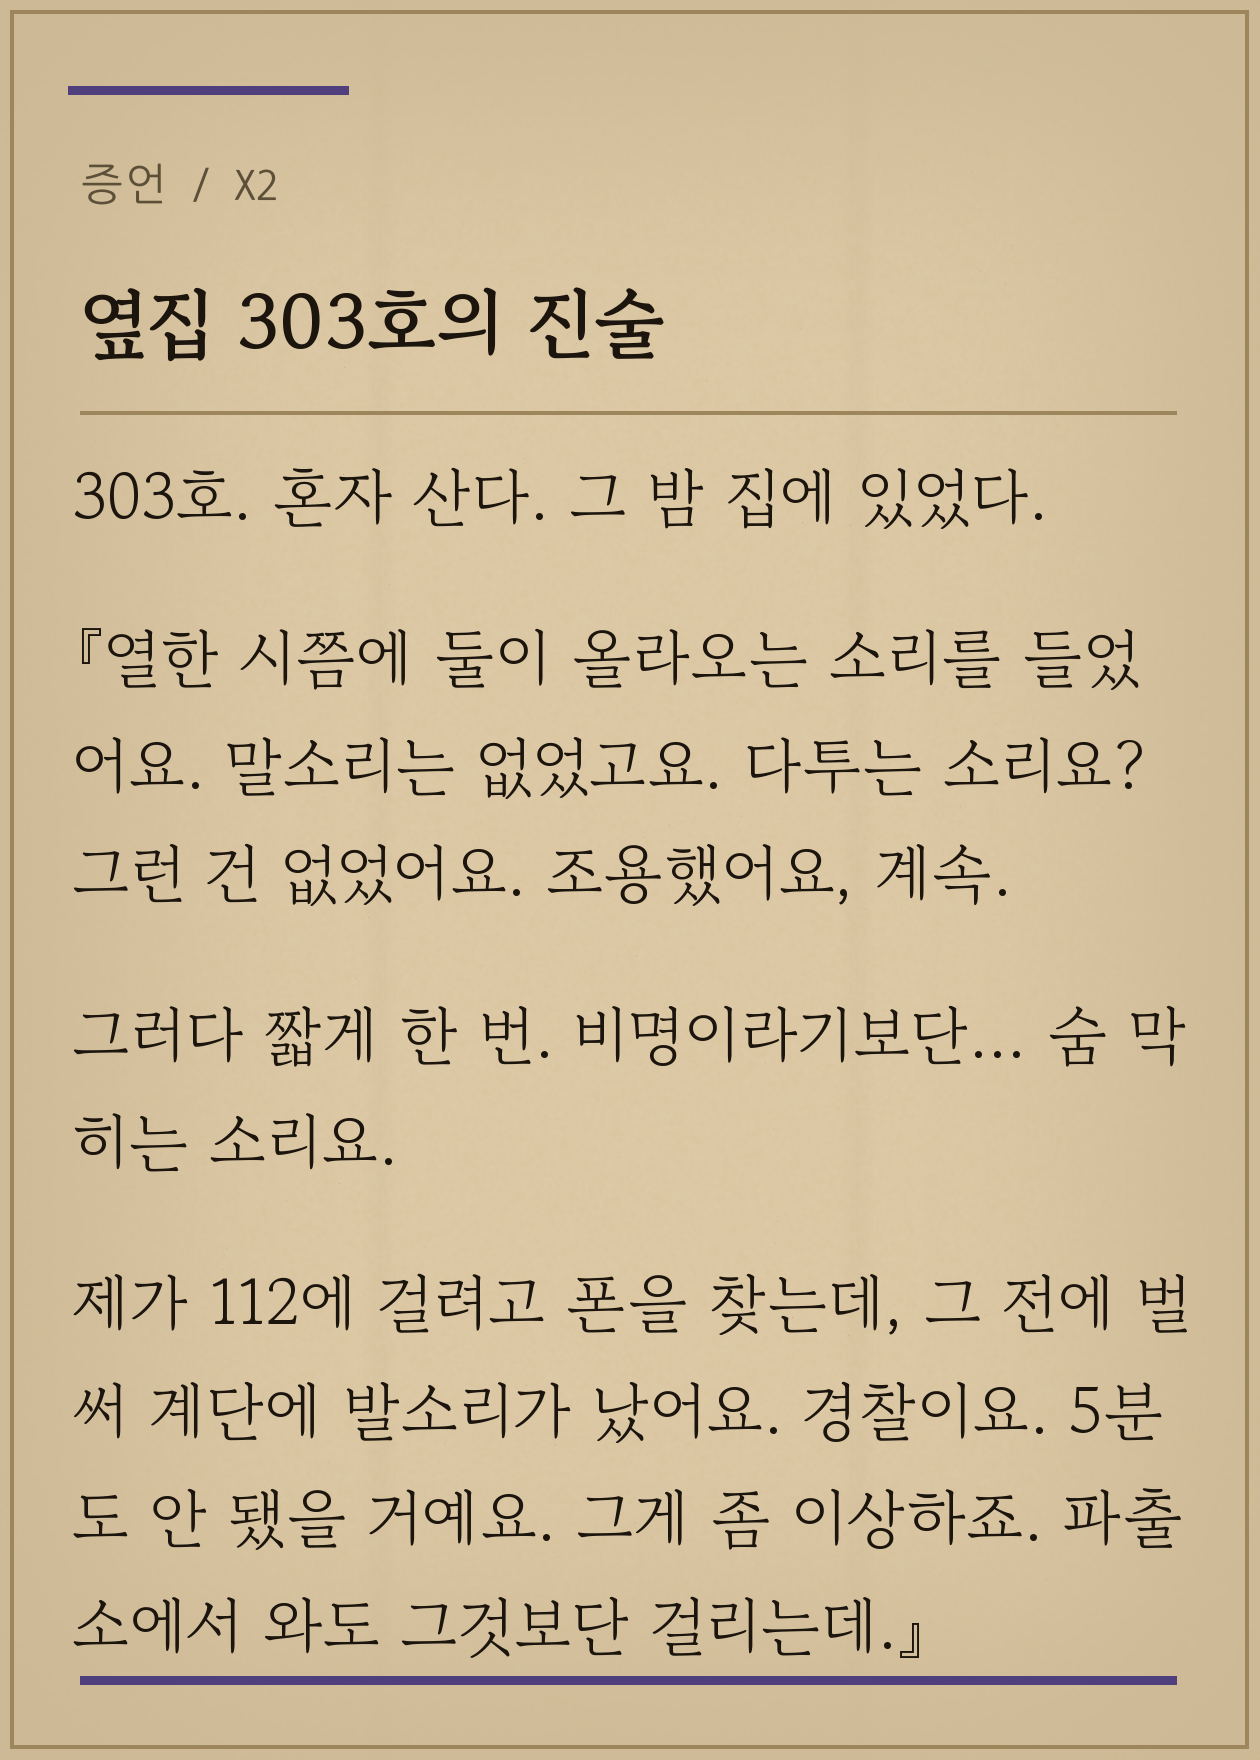 증언 / X2
옆집 303호의 진술
303호. 혼자 산다. 그 밤 집에 있었다.
『열한 시쯤에 둘이 올라오는 소리를 들었
어요. 말소리는 없었고요. 다투는 소리요?
그런 건 없었어요. 조용했어요, 계속.
그러다 짧게 한 번. 비명이라기보단... 숨 막
히는 소리요.
제가 112에 걸려고 폰을 찾는데, 그 전에 벌
써 계단에 발소리가 났어요. 경찰이요. 5분
도 안 됐을 거예요. 그게 좀 이상하죠. 파출
소에서 와도 그것보단 걸리는데.』